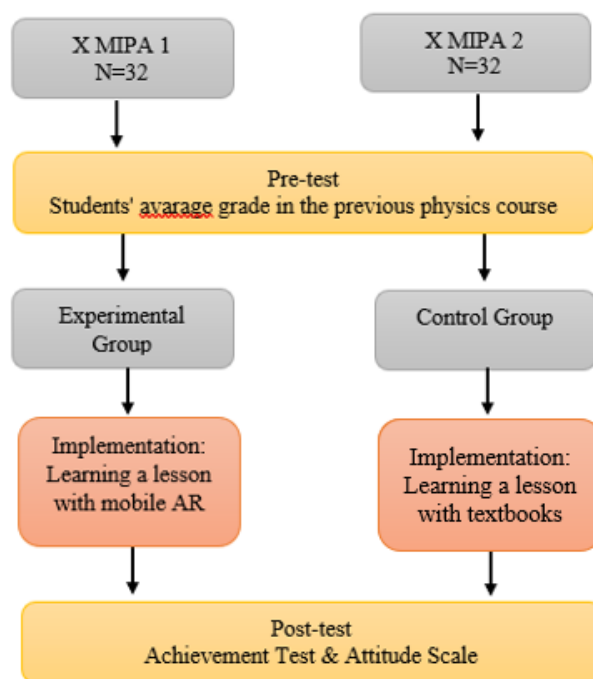 X MIPA 1
N=32
X MIPA 2
N=32
Pre-test
Students' avarage grade in the previous physics course
Experimental
Group
Control Group
Implementation:
Learning a lesson
with mobile AR
Implementation:
Learning a lesson
with textbooks
Post-test
Achievement Test & Attitude Scale